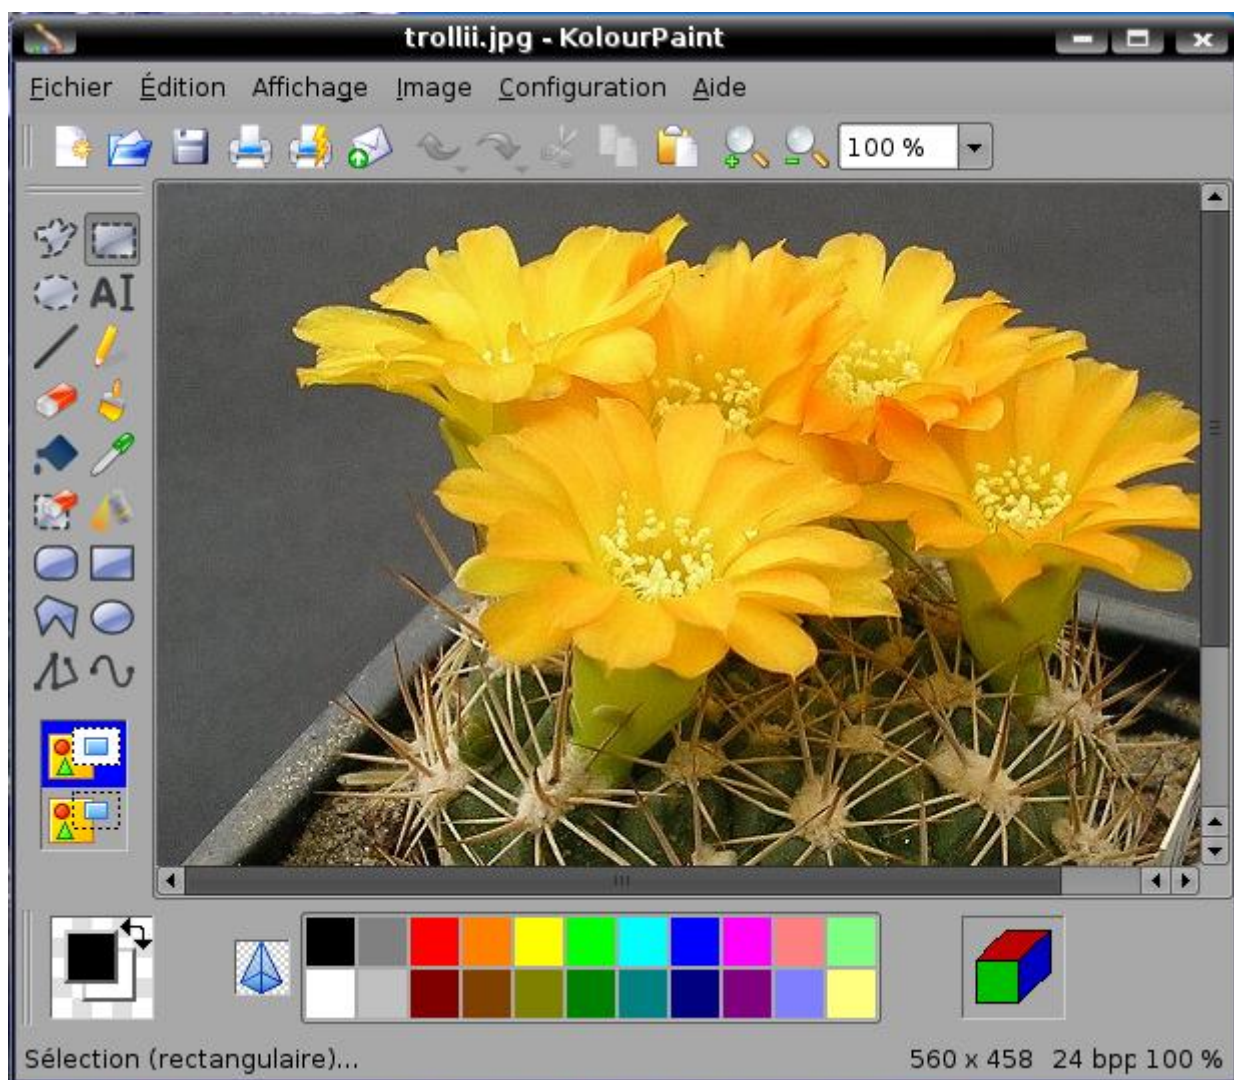 trollii.jpg - KolourPaint
Fichier Édition Affichage Image Configuration Aide
100 %
AI
Sélection (rectangulaire)... 560 x 458 24 bpp 100 %